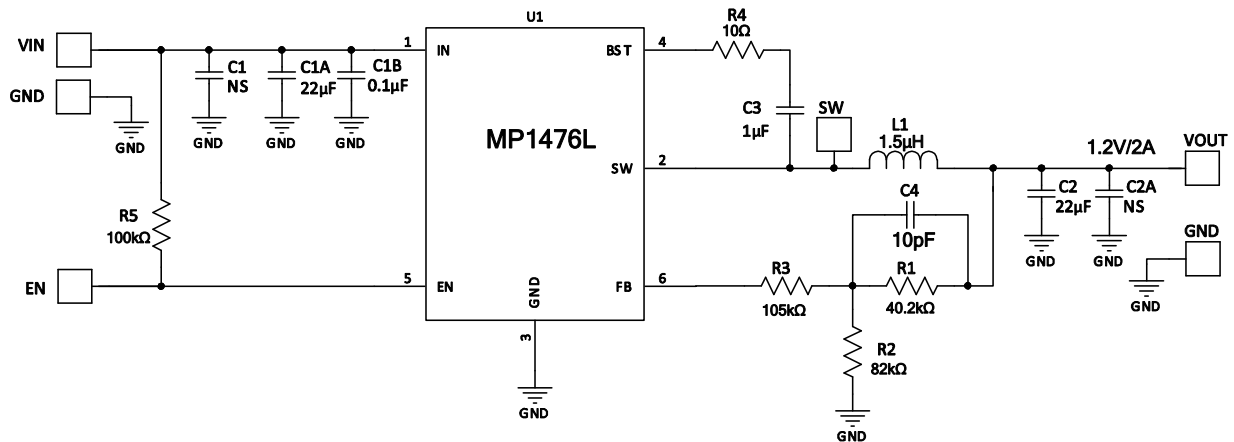 U1
VIN
GND
GND
C1
NS
GND
C1A
22µF
GND
C1B
0.1µF
GND
1
IN
BST
4
R4
10Ω
C3
1µF
SW
MP1476L
SW
2
L1
1.5µH
1.2V/2A
VOUT
C2
22µF
GND
C2A
NS
GND
GND
GND
R5
100kΩ
EN
5
EN
GND
3
GND
FB
6
R3
105kΩ
C4
10pF
R1
40.2kΩ
R2
82kΩ
GND